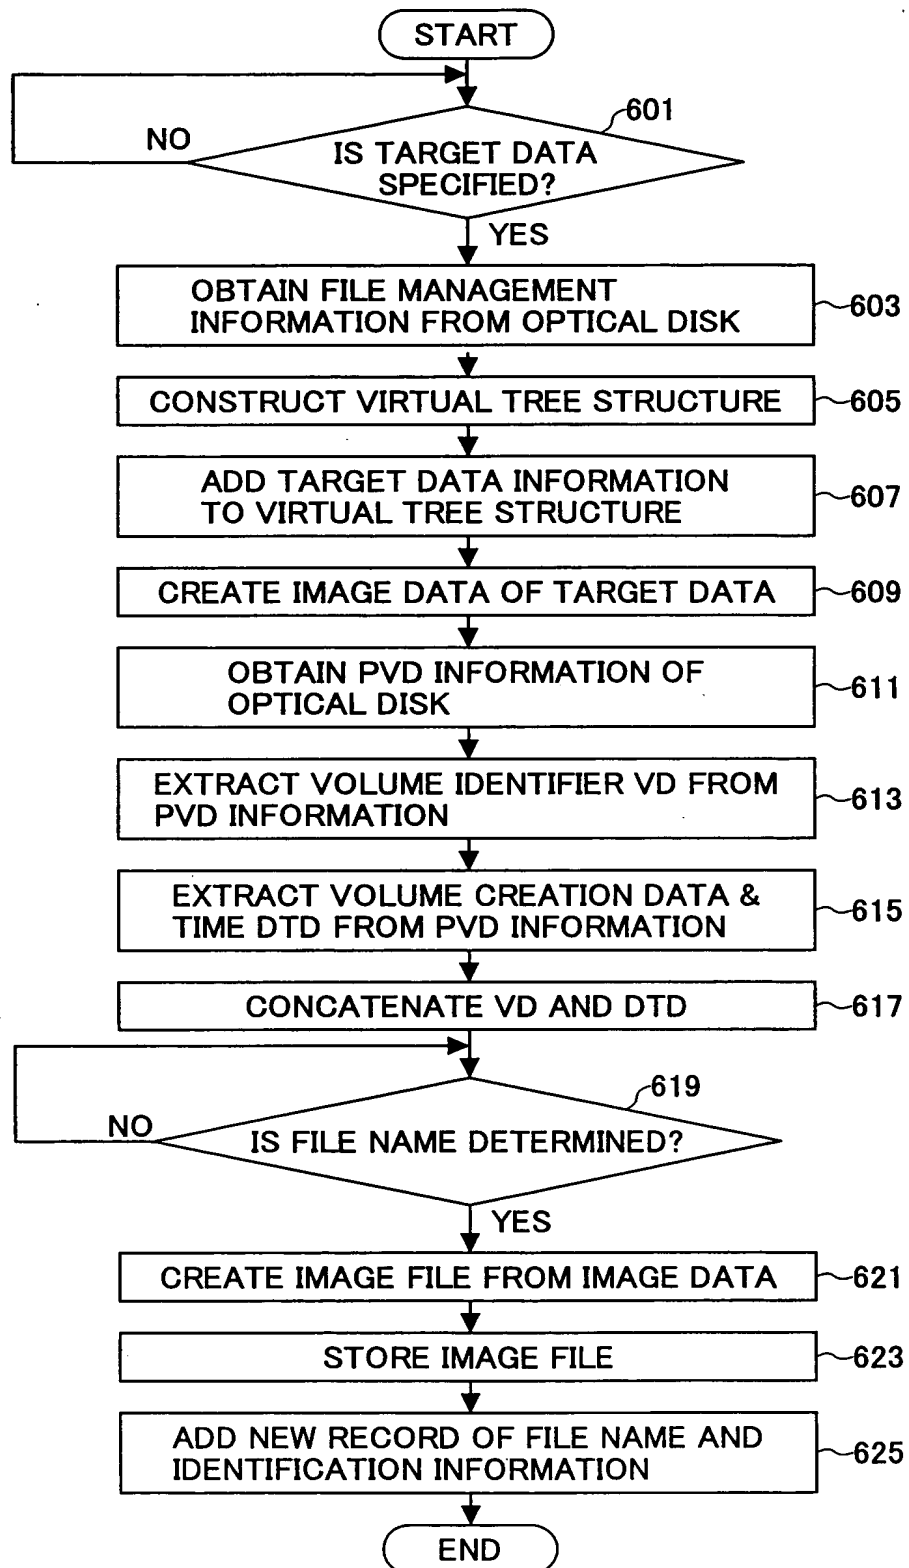 START
601
NO
IS TARGET DATA
SPECIFIED?
YES
OBTAIN FILE MANAGEMENT
INFORMATION FROM OPTICAL DISK
603
CONSTRUCT VIRTUAL TREE STRUCTURE
605
ADD TARGET DATA INFORMATION
TO VIRTUAL TREE STRUCTURE
607
CREATE IMAGE DATA OF TARGET DATA
609
OBTAIN PVD INFORMATION OF
OPTICAL DISK
611
EXTRACT VOLUME IDENTIFIER VD FROM
PVD INFORMATION
613
EXTRACT VOLUME CREATION DATA &
TIME DTD FROM PVD INFORMATION
615
CONCATENATE VD AND DTD
617
619
NO
IS FILE NAME DETERMINED?
YES
CREATE IMAGE FILE FROM IMAGE DATA
621
STORE IMAGE FILE
623
ADD NEW RECORD OF FILE NAME AND
IDENTIFICATION INFORMATION
625
END